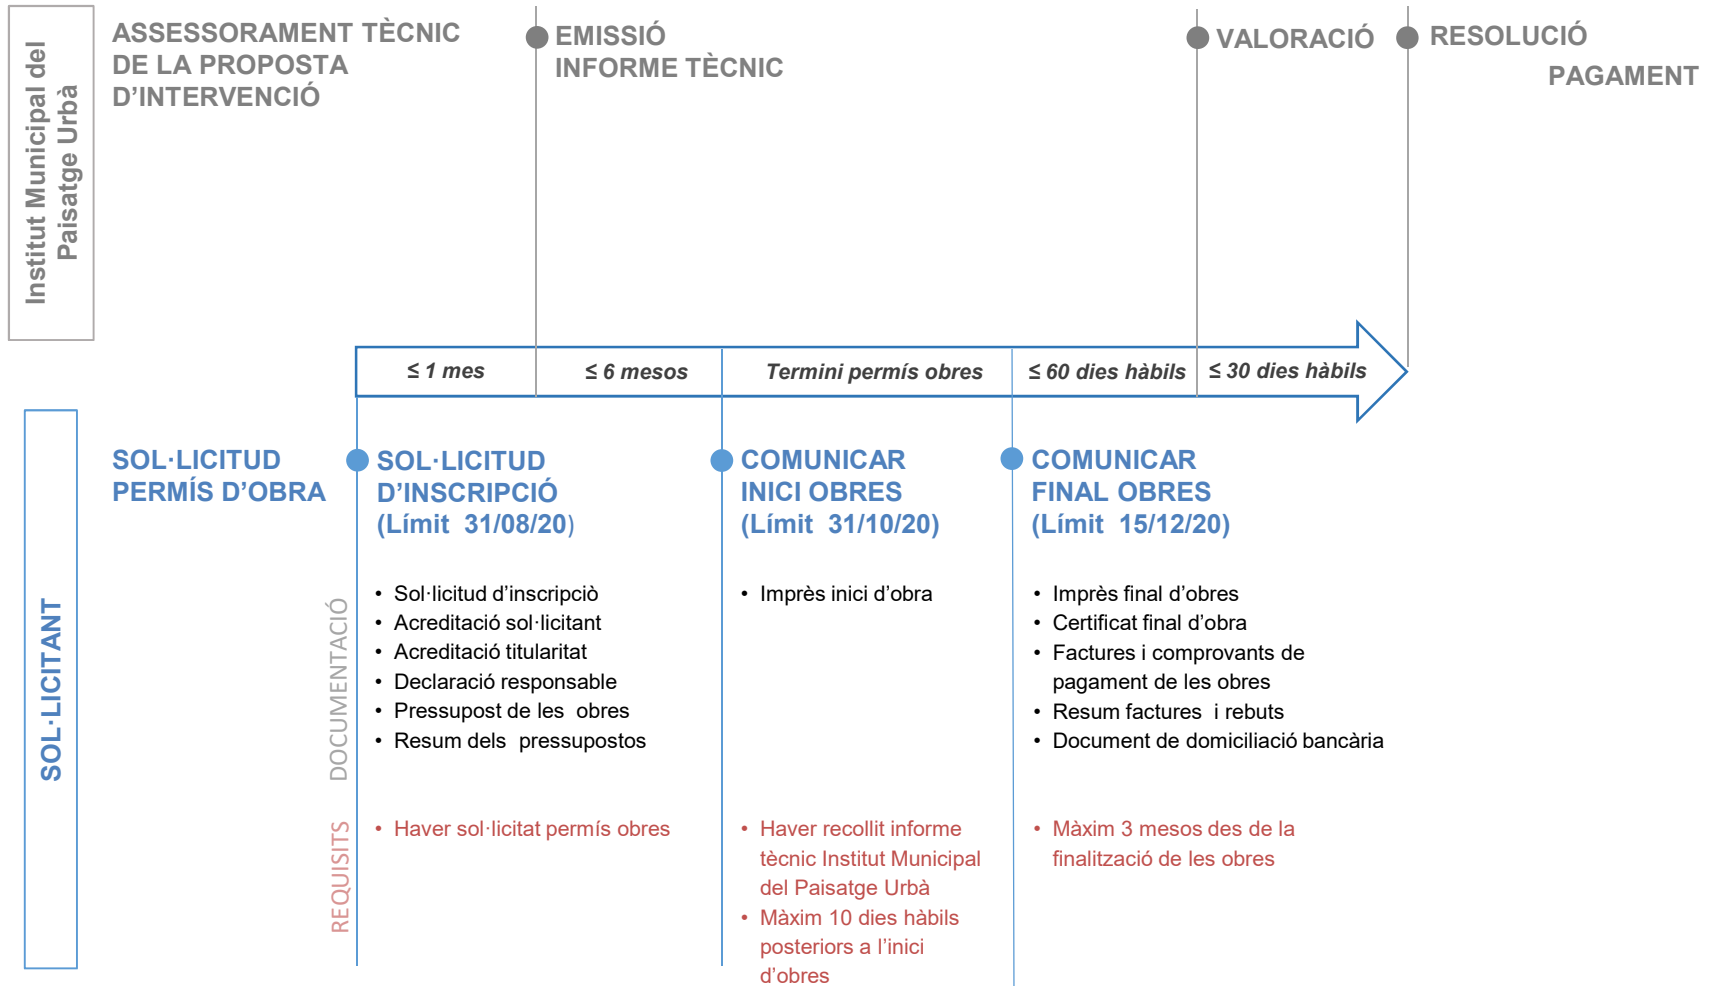 Institut Municipal del
Paisatge Urbà
ASSESSORAMENT TÈCNIC
DE LA PROPOSTA
D’INTERVENCIÓ
EMISSIÓ
INFORME TÈCNIC
VALORACIÓ
RESOLUCIÓ
PAGAMENT
≤ 1 mes
≤ 6 mesos
Termini permís obres
≤ 60 dies hàbils
≤ 30 dies hàbils
SOL·LICITANT
SOL·LICITUD
PERMÍS D’OBRA
SOL·LICITUD
D’INSCRIPCIÓ
(Límit 31/08/20)
COMUNICAR
INICI OBRES
(Límit 31/10/20)
COMUNICAR
FINAL OBRES
(Límit 15/12/20)
DOCUMENTACIÓ
• Sol·licitud d’inscripciò
• Acreditació sol·licitant
• Acreditació titularitat
• Declaració responsable
• Pressupost de les obres
• Resum dels pressupostos
• Imprès inici d’obra
• Imprès final d’obres
• Certificat final d’obra
• Factures i comprovants de
pagament de les obres
• Resum factures i rebuts
• Document de domiciliació bancària
REQUISITS
• Haver sol·licitat permís obres
• Haver recollit informe
tècnic Institut Municipal
del Paisatge Urbà
• Màxim 10 dies hàbils
posteriors a l’inici
d’obres
• Màxim 3 mesos des de la
finalització de les obres